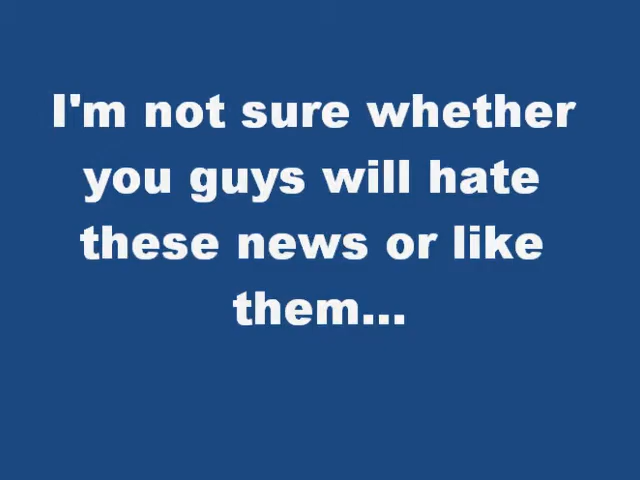 I'm not sure whether
you guys will hate
these news or like
them...